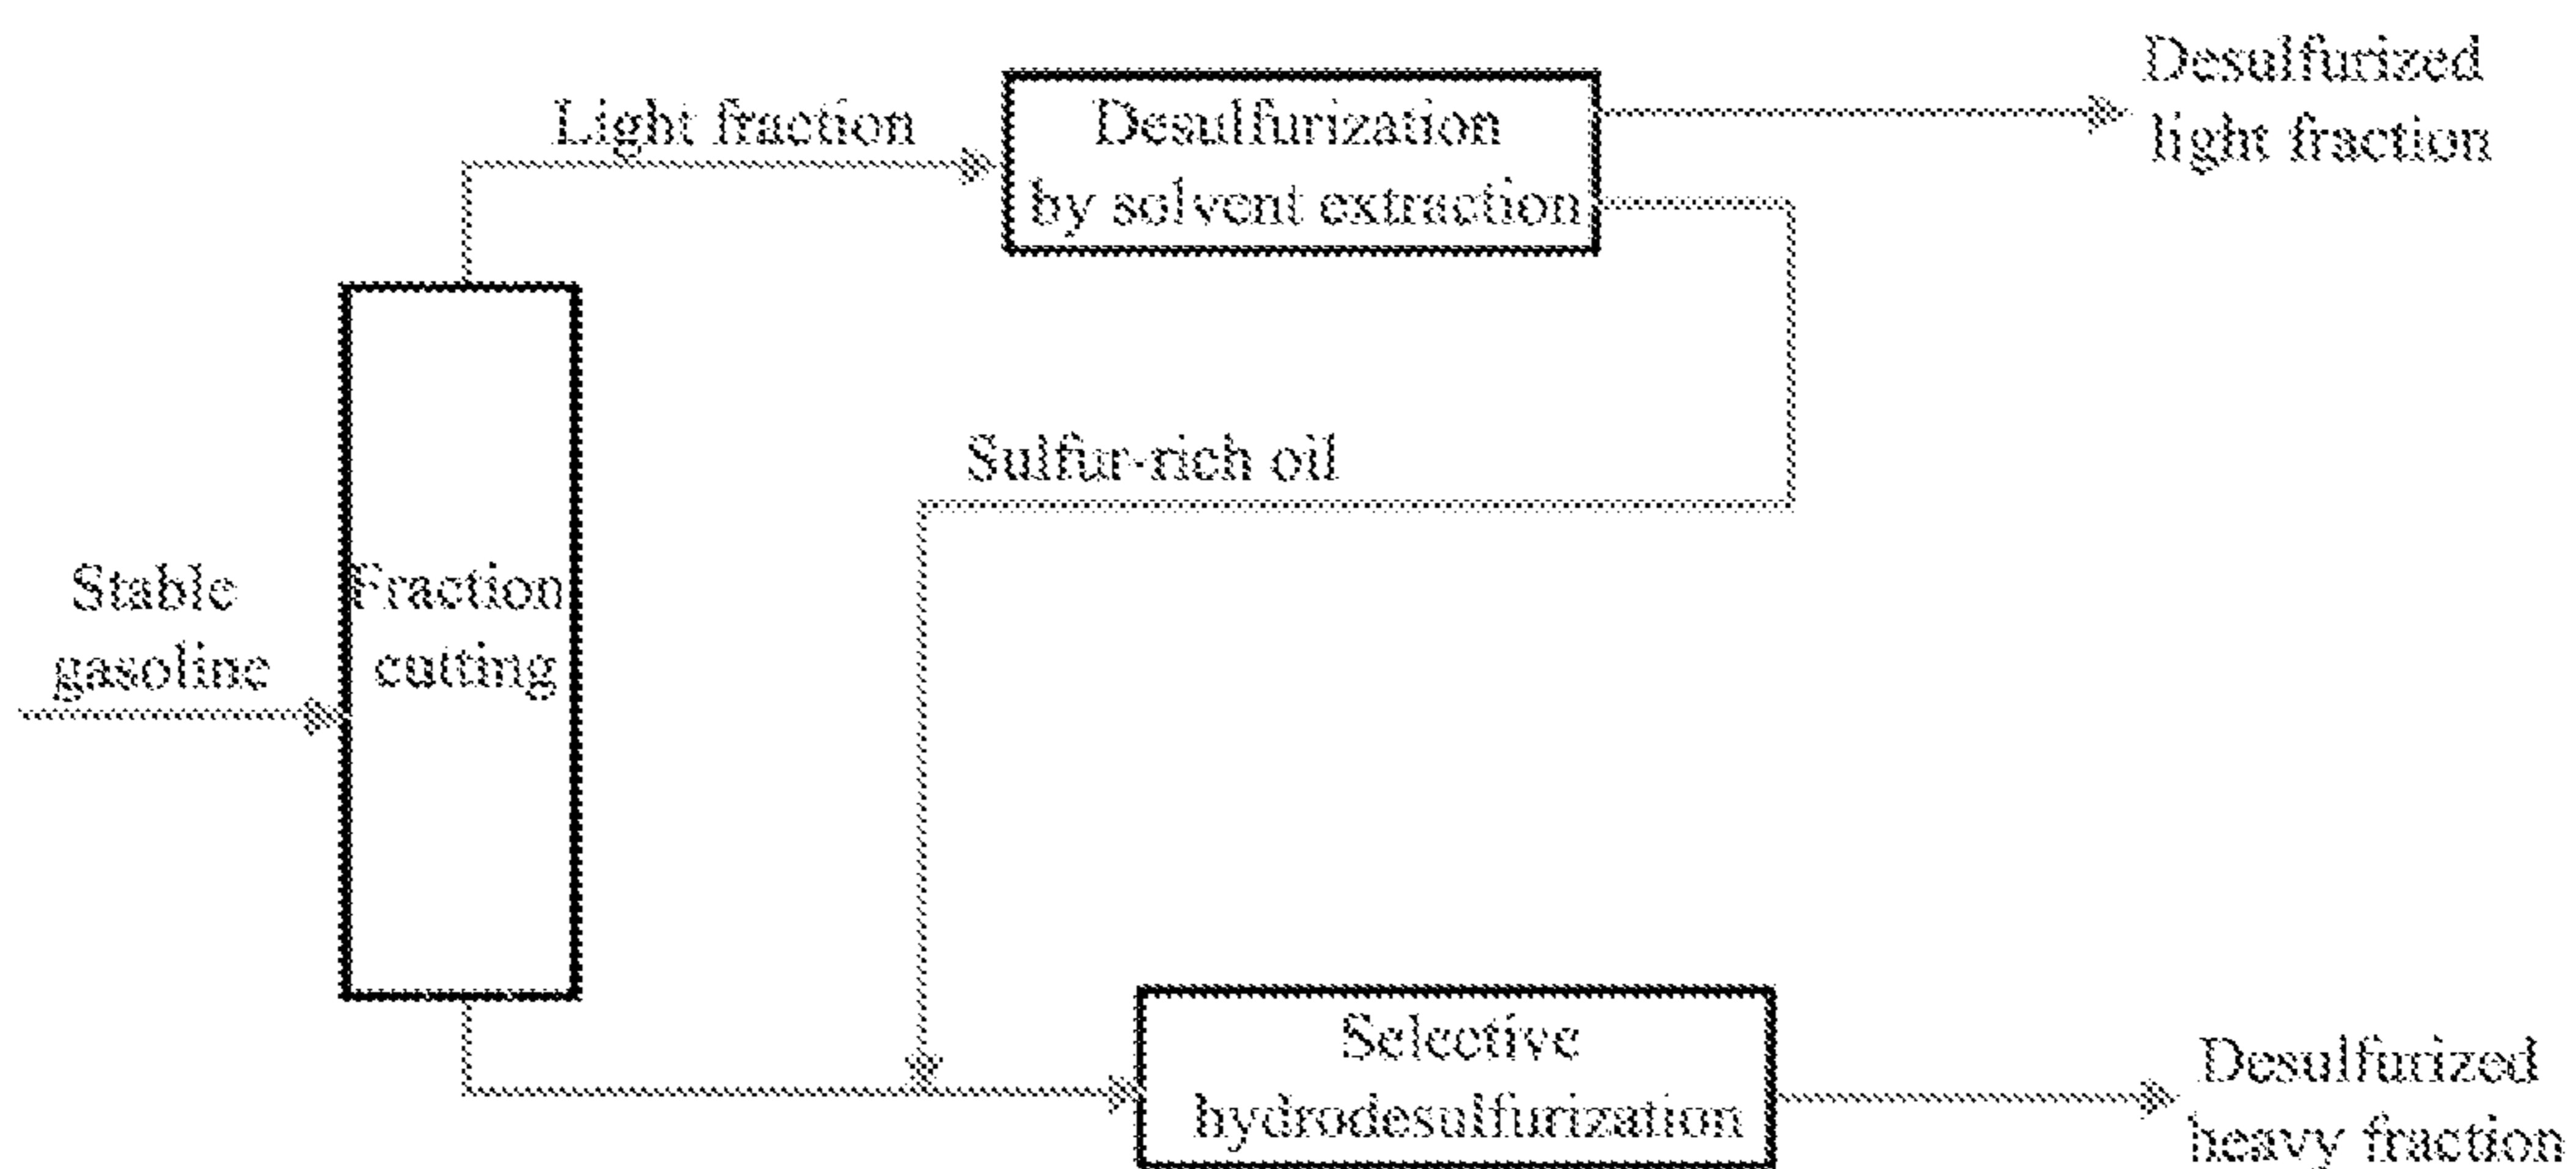 Light fraction
Desulfurization
by solvent extraction
Desulfurized
light fraction
Sulfur-rich oil
Stable
gasoline
Fraction
cutting
Selective
hydrodesulfurization
Desulfurized
heavy fraction